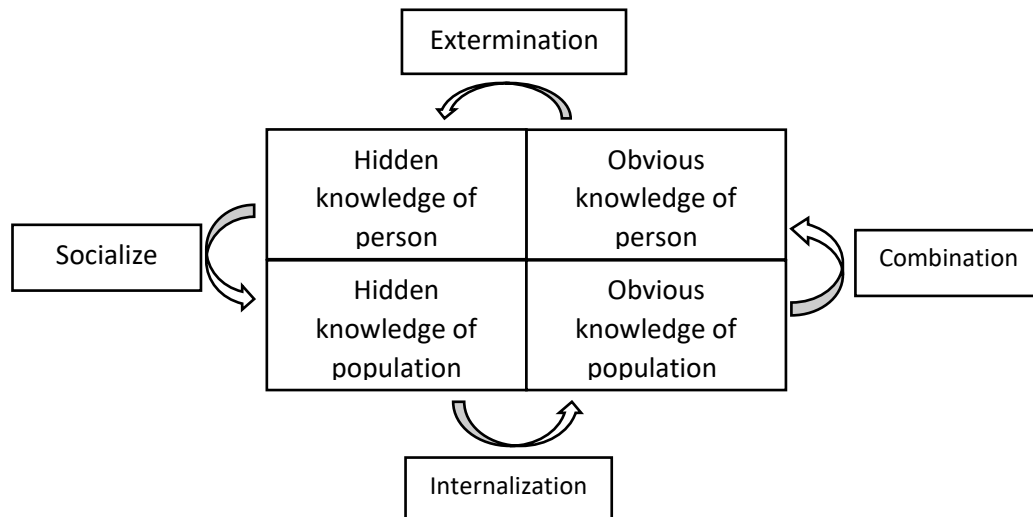 Extermination
Hidden
knowledge of
person
Obvious
knowledge of
person
Socialize
Combination
Hidden
knowledge of
population
Obvious
knowledge of
population
Internalization